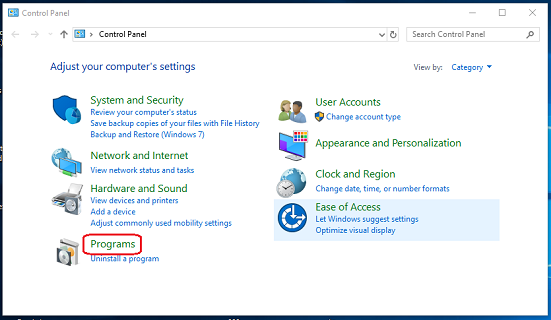 Control Panel
Control Panel
Search Control Panel
Adjust your computer's settings
View by: Category
System and Security
Review your computer's status
Save backup copies of your files with File History
Backup and Restore (Windows 7)
Network and Internet
View network status and tasks
Hardware and Sound
View devices and printers
Add a device
Adjust commonly used mobility settings
Programs
Uninstall a program
User Accounts
Change account type
Appearance and Personalization
Clock and Region
Change date, time, or number formats
Ease of Access
Let Windows suggest settings
Optimize visual display